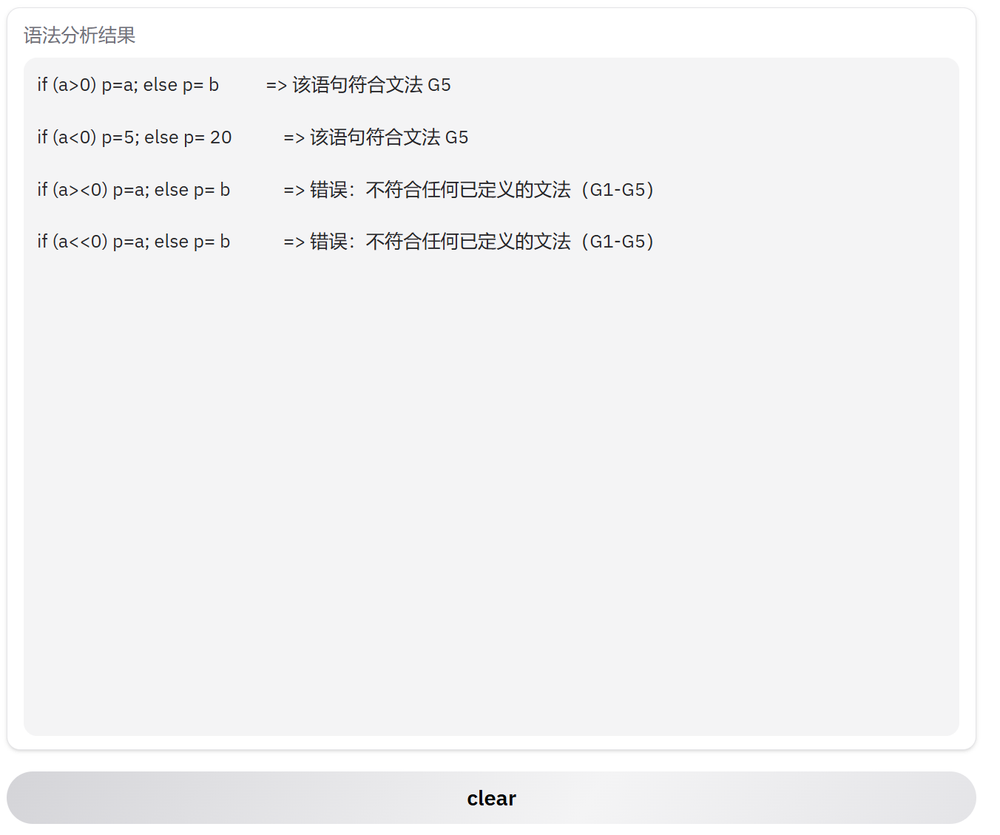 语法分析结果
if (a>0) p=a; else p= b => 该语句符合文法 G5
if (a<0) p=5; else p= 20 => 该语句符合文法 G5
if (a><0) p=a; else p= b => 错误：不符合任何已定义的文法（G1-G5）
if (a<<0) p=a; else p= b => 错误：不符合任何已定义的文法（G1-G5）
clear